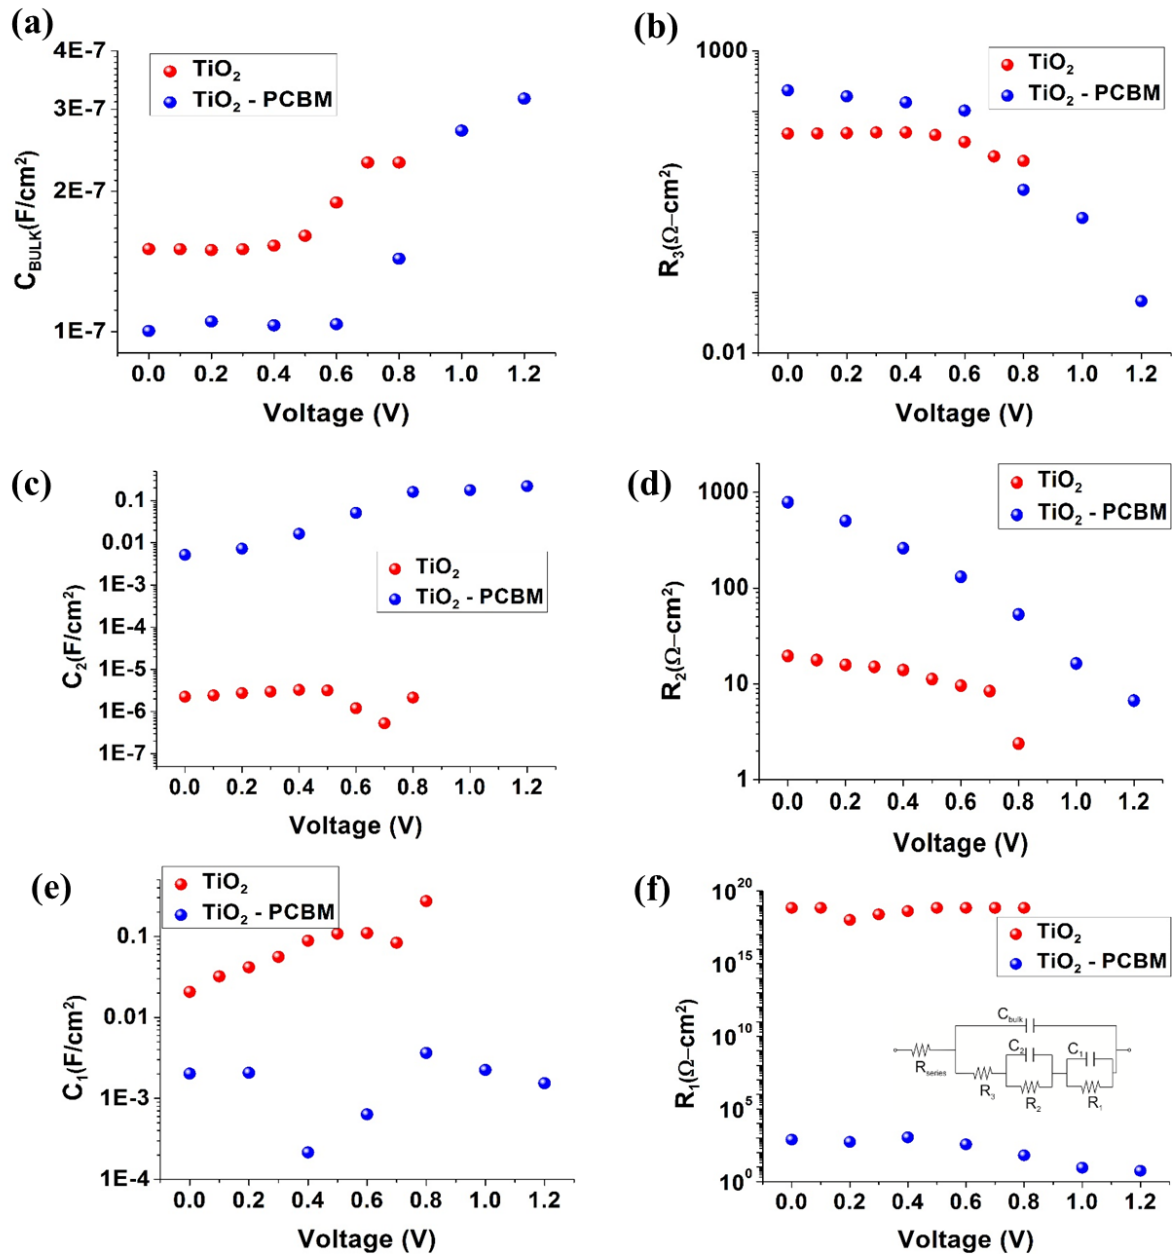 (a)
4E-7
3E-7
2E-7
1E-7
C_BULK(F/cm²)
TiO₂
TiO₂ - PCBM
0.0 0.2 0.4 0.6 0.8 1.0 1.2
Voltage (V)
(b)
1000
0.01
R₃(Ω–cm²)
TiO₂
TiO₂ - PCBM
0.0 0.2 0.4 0.6 0.8 1.0 1.2
Voltage (V)
(c)
0.1
0.01
1E-3
1E-4
1E-5
1E-6
1E-7
C₂(F/cm²)
TiO₂
TiO₂ - PCBM
0.0 0.2 0.4 0.6 0.8 1.0 1.2
Voltage (V)
(d)
1000
100
10
1
R₂(Ω–cm²)
TiO₂
TiO₂ - PCBM
0.0 0.2 0.4 0.6 0.8 1.0 1.2
Voltage (V)
(e)
0.1
0.01
1E-3
1E-4
C₁(F/cm²)
TiO₂
TiO₂ - PCBM
0.0 0.2 0.4 0.6 0.8 1.0 1.2
Voltage (V)
(f)
10²⁰
10¹⁵
10¹⁰
10⁵
10⁰
R₁(Ω–cm²)
TiO₂
TiO₂ - PCBM
C_bulk
C₂ C₁
R_series
R₃ R₂ R₁
0.0 0.2 0.4 0.6 0.8 1.0 1.2
Voltage (V)